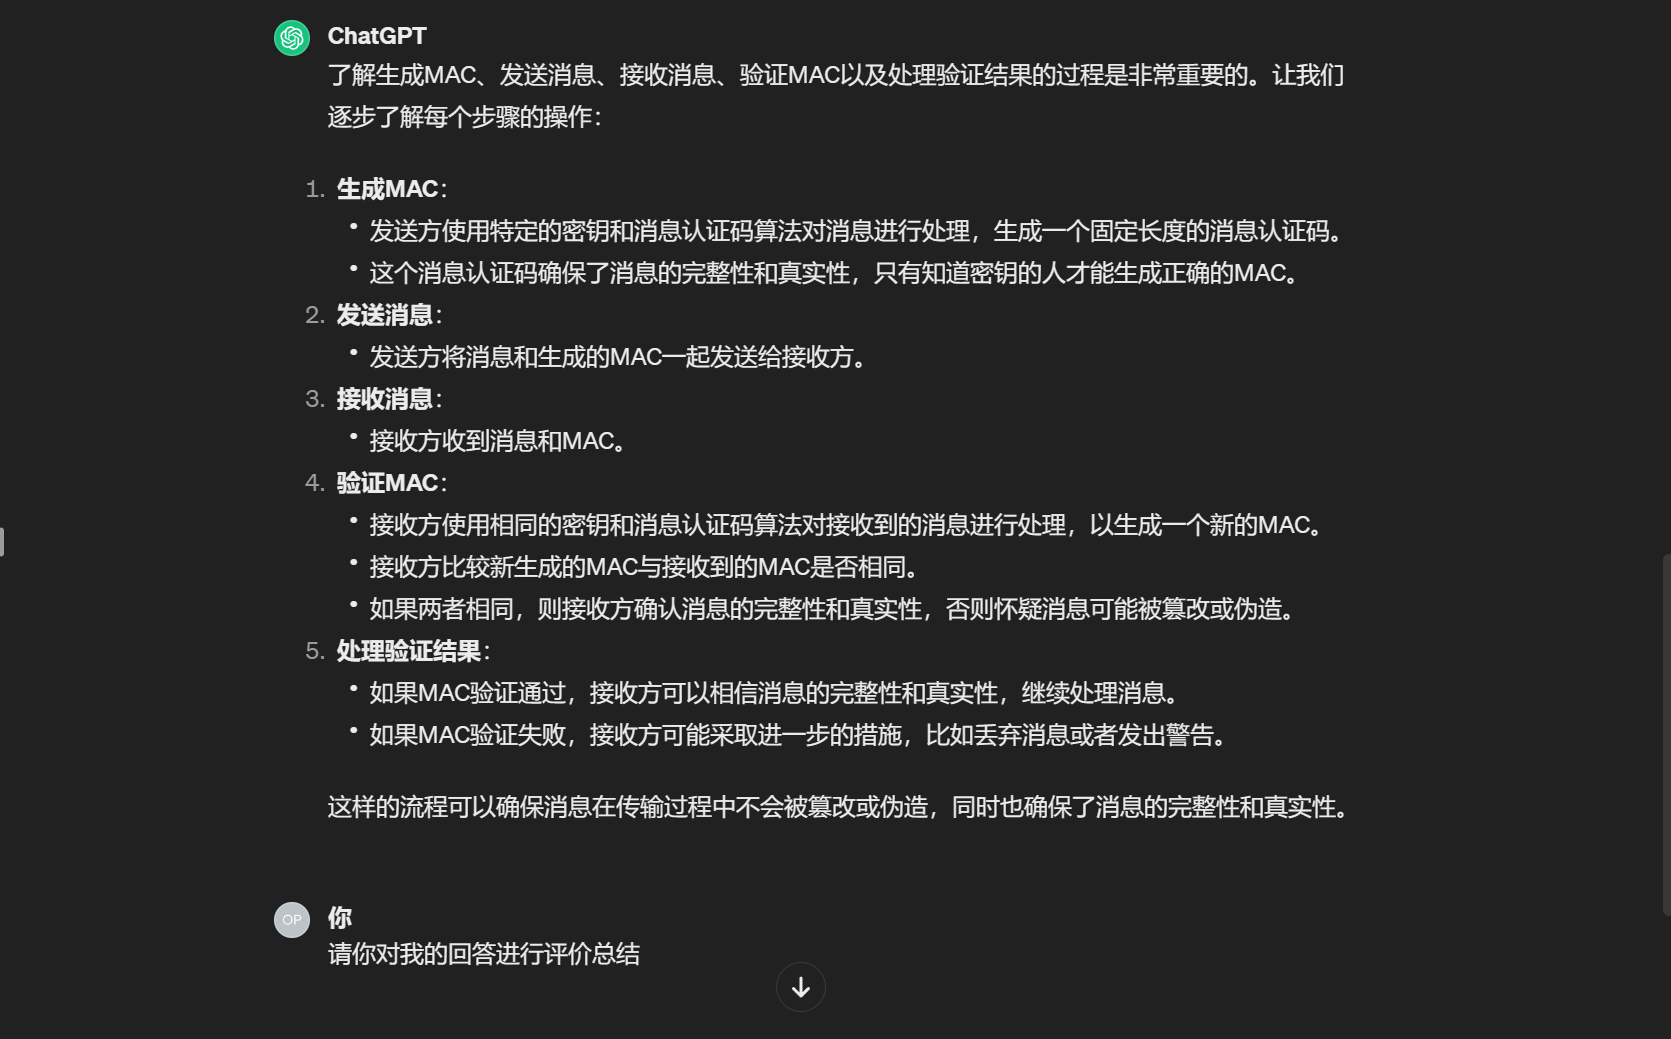 ChatGPT
了解生成MAC、发送消息、接收消息、验证MAC以及处理验证结果的过程是非常重要的。让我们
逐步了解每个步骤的操作：
1. 生成MAC：
• 发送方使用特定的密钥和消息认证码算法对消息进行处理，生成一个固定长度的消息认证码。
• 这个消息认证码确保了消息的完整性和真实性，只有知道密钥的人才能生成正确的MAC。
2. 发送消息：
• 发送方将消息和生成的MAC一起发送给接收方。
3. 接收消息：
• 接收方收到消息和MAC。
4. 验证MAC：
• 接收方使用相同的密钥和消息认证码算法对接收到的消息进行处理，以生成一个新的MAC。
• 接收方比较新生成的MAC与接收到的MAC是否相同。
• 如果两者相同，则接收方确认消息的完整性和真实性，否则怀疑消息可能被篡改或伪造。
5. 处理验证结果：
• 如果MAC验证通过，接收方可以相信消息的完整性和真实性，继续处理消息。
• 如果MAC验证失败，接收方可能采取进一步的措施，比如丢弃消息或者发出警告。
这样的流程可以确保消息在传输过程中不会被篡改或伪造，同时也确保了消息的完整性和真实性。
OP 你
请你对我的回答进行评价总结